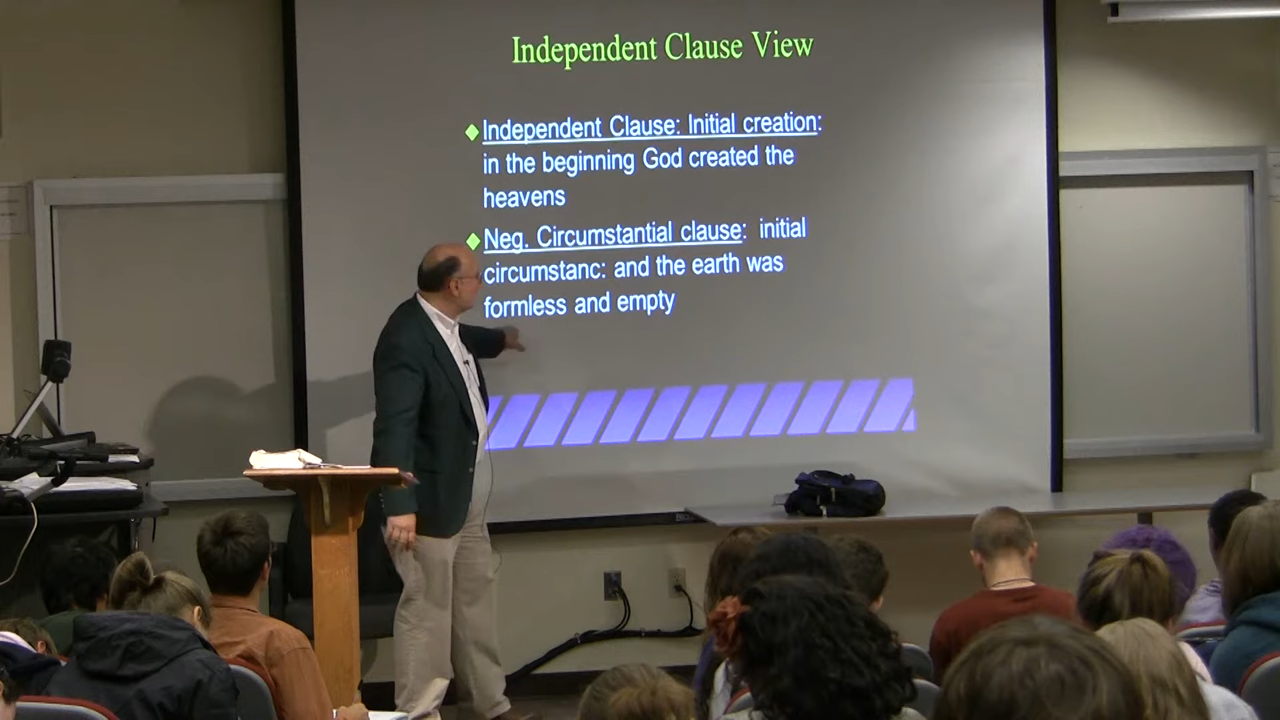 Independent Clause View
Independent Clause: Initial creation:
in the beginning God created the
heavens
Neg. Circumstantial clause: initial
circumstanc: and the earth was
formless and empty